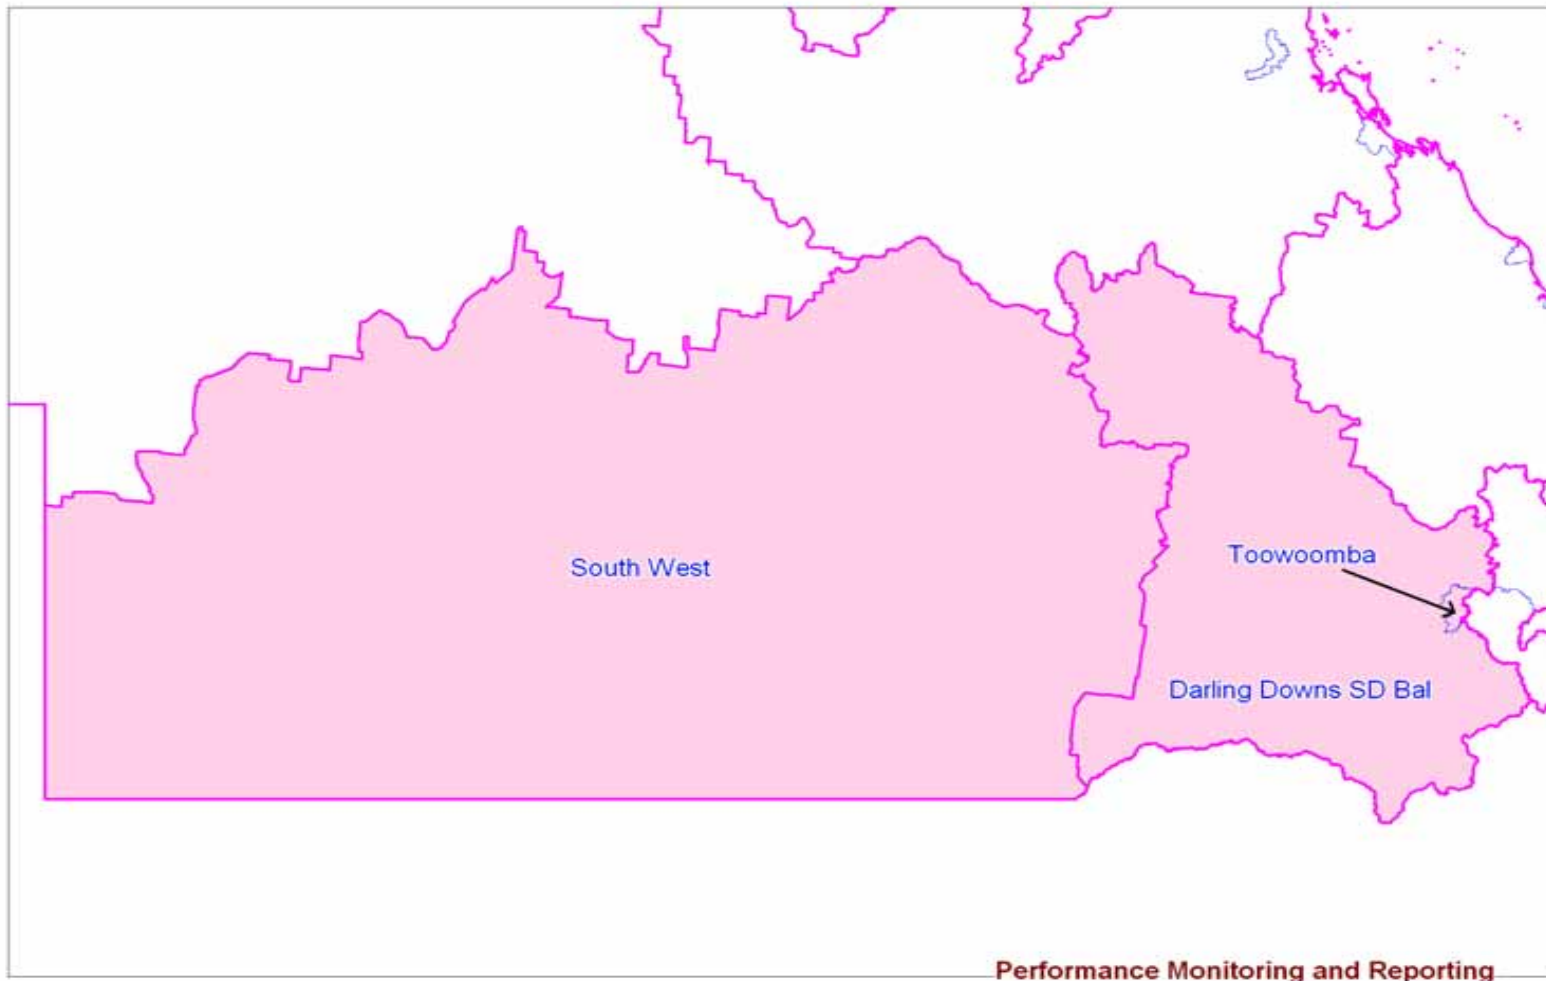 Toowoomba
South West
Darling Downs SD Bal
Performance Monitoring and Reporting